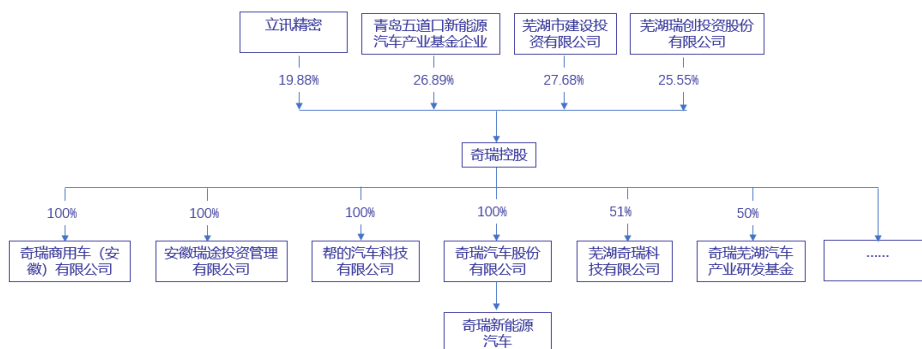 立讯精密
青岛五道口新能源
汽车产业基金企业
芜湖市建设投
资有限公司
芜湖瑞创投资股份
有限公司
19.88%
26.89%
27.68%
25.55%
奇瑞控股
100%
100%
100%
100%
51%
50%
奇瑞商用车（安
徽）有限公司
安徽瑞途投资管理
有限公司
帮的汽车科技
有限公司
奇瑞汽车股份
有限公司
芜湖奇瑞科
技有限公司
奇瑞芜湖汽车
产业研发基金
……
奇瑞新能源
汽车